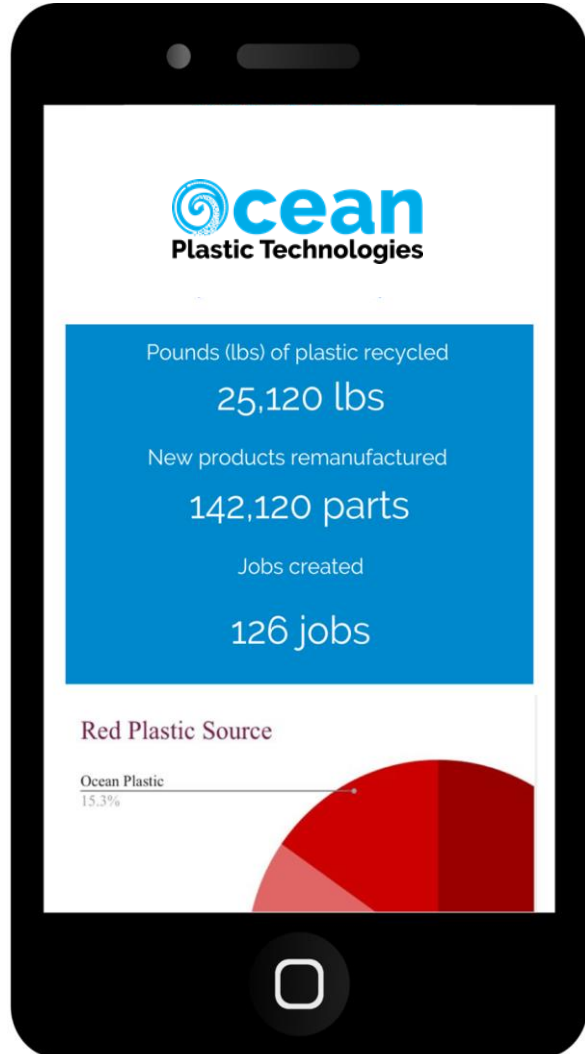 Ocean
Plastic Technologies
Pounds (lbs) of plastic recycled
25,120 lbs
New products remanufactured
142,120 parts
Jobs created
126 jobs
Red Plastic Source
Ocean Plastic
15.3%